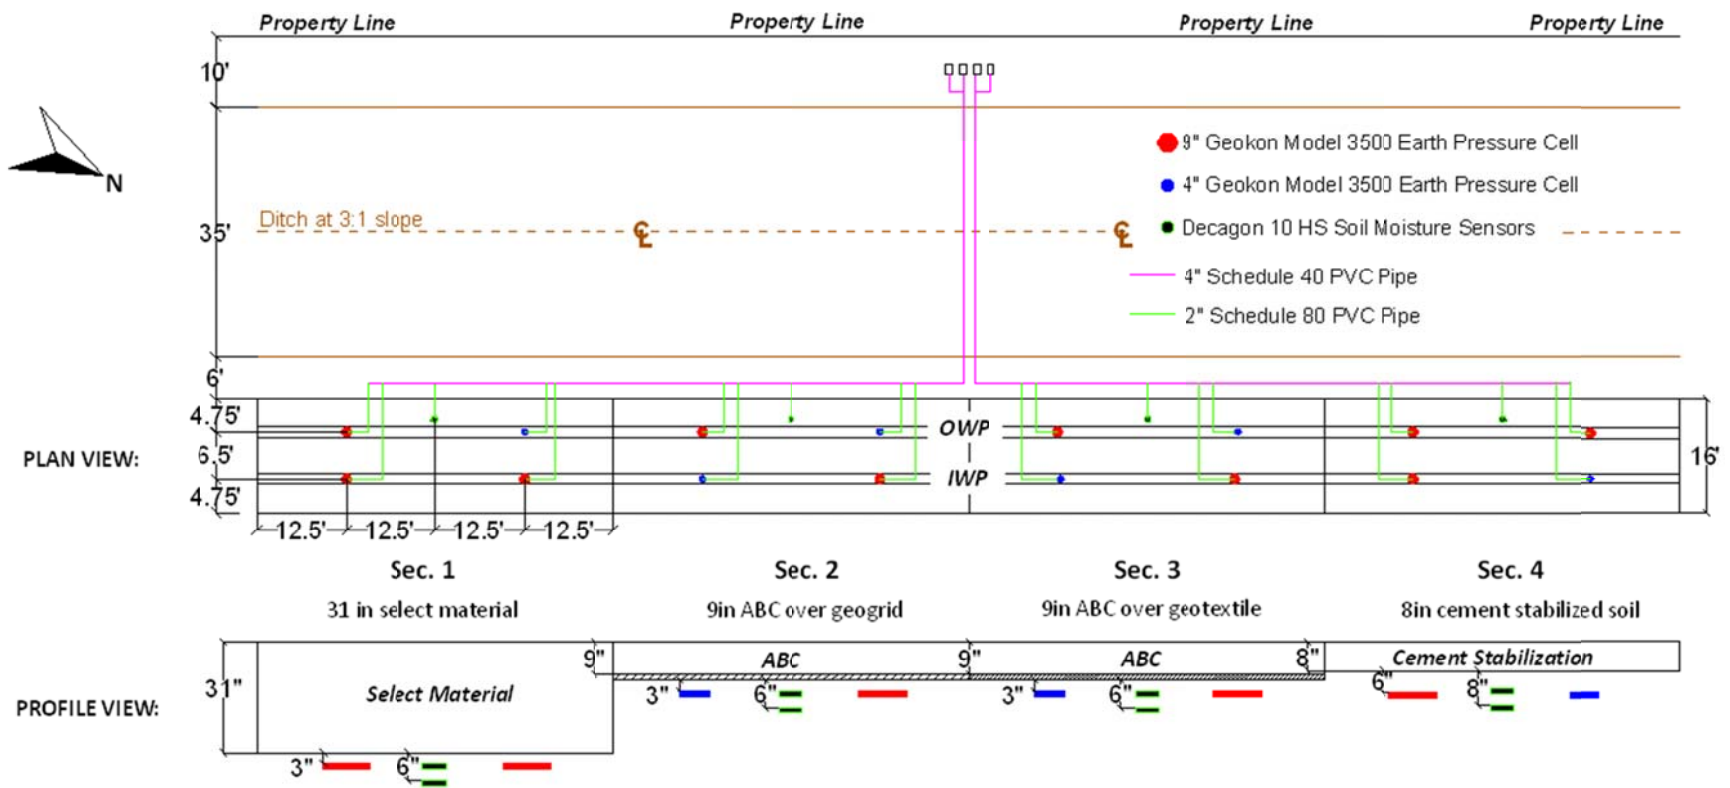 Property Line Property Line Property Line Property Line
10'
9" Geokon Model 3500 Earth Pressure Cell
N
4" Geokon Model 3500 Earth Pressure Cell
Ditch at 3:1 slope
35'
Decagon 10 HS Soil Moisture Sensors
4" Schedule 40 PVC Pipe
2" Schedule 80 PVC Pipe
6'
4.75'
OWP
PLAN VIEW:
6.5'
16'
IWP
4.75'
12.5' 12.5' 12.5' 12.5'
Sec. 1 Sec. 2 Sec. 3 Sec. 4
31 in select material 9in ABC over geogrid 9in ABC over geotextile 8in cement stabilized soil
9" ABC 9" ABC 8" Cement Stabilization
31" Select Material 3" 6" 3" 6" 6" 8"
PROFILE VIEW:
3" 6"